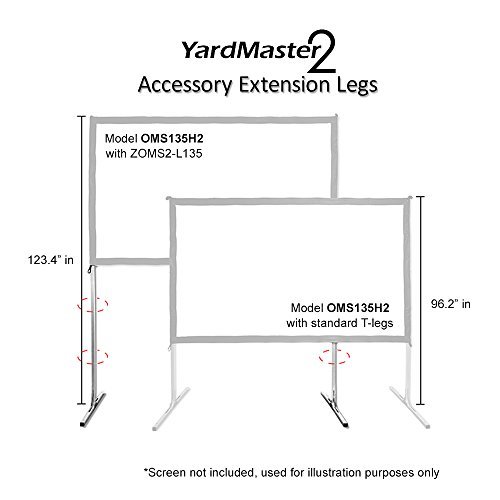 YardMaster2
Accessory Extension Legs
Model OMS135H2
with ZOMS2-L135
123.4” in
Model OMS135H2
with standard T-legs
96.2” in
*Screen not included, used for illustration purposes only